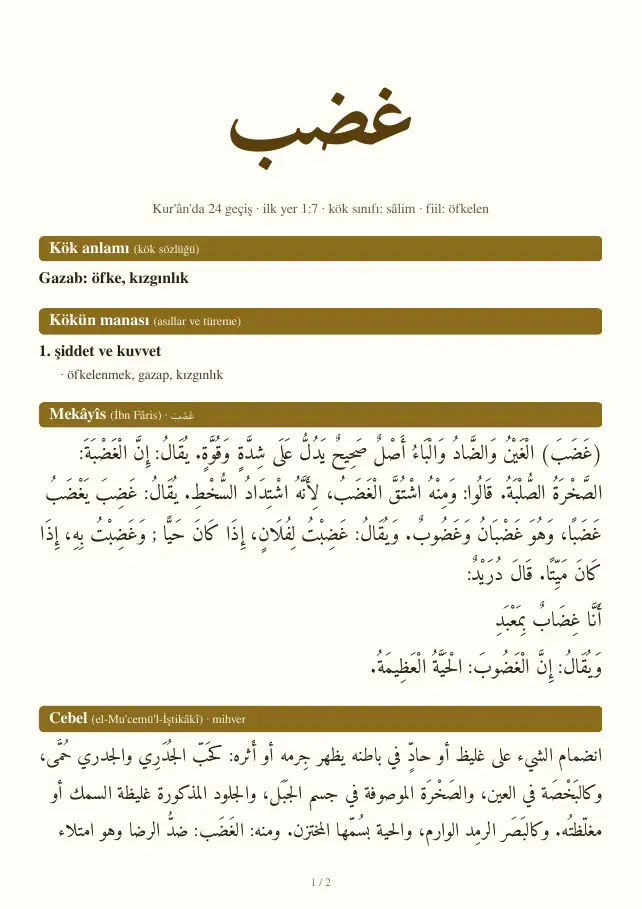 غضب
Kur'ân'da 24 geçiş · ilk yer 1:7 · kök sınıfı: sâlim · fiil: öfkelen
Kök anlamı (kök sözlüğü)
Gazab: öfke, kızgınlık
Kökün manası (asıllar ve türeme)
1. şiddet ve kuvvet
· öfkelenmek, gazap, kızgınlık
Mekâyîs (İbn Fâris) · غَضَبَ
(غَضَبَ) الْغَيْنُ وَالضَّادُ وَالْبَاءُ أَصْلٌ صَحِيحٌ يَدُلُّ عَلَى شِدَّةٍ وَقُوَّةٍ. يُقَالُ: إِنَّ الْغَضْبَةَ:
الصَّخْرَةُ الصُّلْبَةُ. قَالُوا: وَمِنْهُ اشْتُقَّ الْغَضَبُ، لِأَنَّهُ اشْتِدَادُ السُّخْطِ. يُقَالُ: غَضِبَ يَغْضَبُ
غَضَبًا، وَهُوَ غَضْبَانُ وَغَضُوبٌ. وَيُقَالُ: غَضِبْتُ لِفُلَانٍ، إِذَا كَانَ حَيًّا ; وَغَضِبْتُ بِهِ، إِذَا
كَانَ مَيِّتًا. قَالَ دُرَيْدٌ:
أَنَّا غِضَابٌ بِمَعْبَدِ
وَيُقَالُ: إِنَّ الْغَضُوبَ: الْحَيَّةُ الْعَظِيمَةُ.
Cebel (el-Mu'cemü'l-İştikâkî) · mihver
انضمام الشيء على غليظ أو حادٍّ في باطنه يظهر جِرمه أو أَثره: كَحَبّ الجُدَرِي والجدري حُمَّى،
وكالبَخْصَة في العين، والصَخْرَة الموصوفة في جسم الجَبَل، والجلود المذكورة غليظة السمك أو
مغلّظتُه. وكالبَصَر الرمِد الوارم، والحية بسُمّها المختزن. ومنه: الغَضَب: ضدُّ الرضا وهو امتلاء
1 / 2